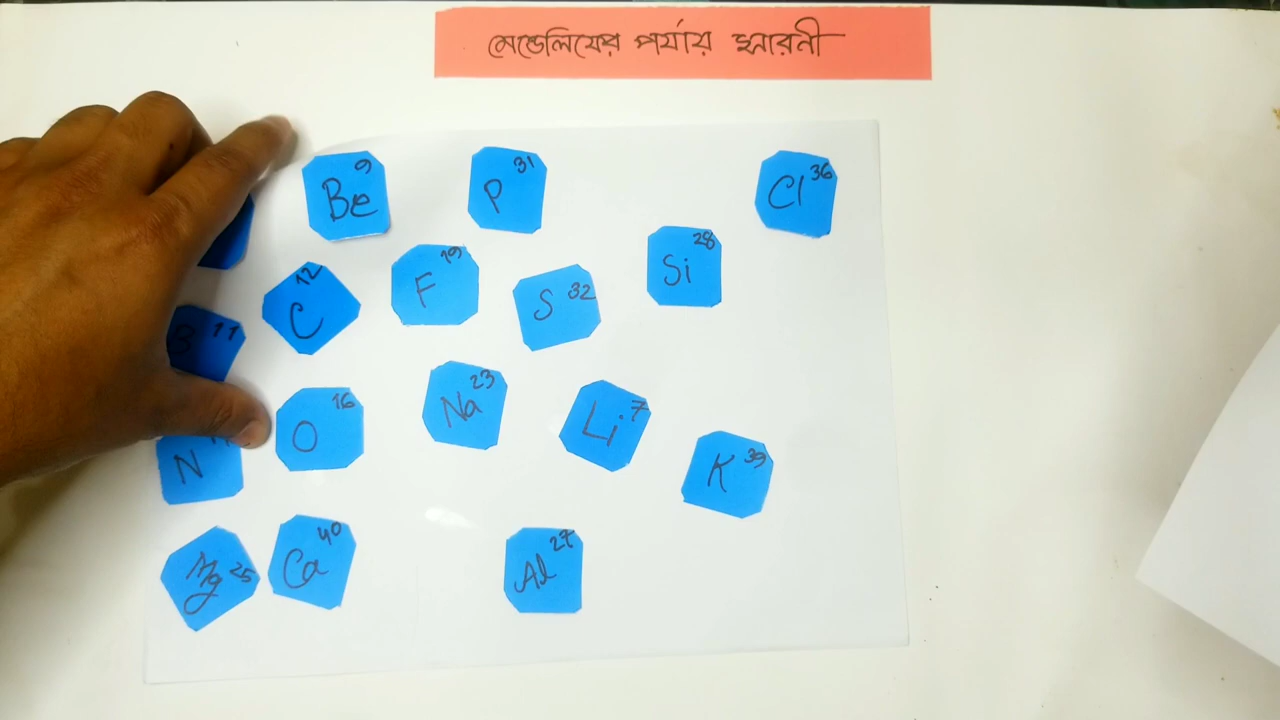 মেন্ডেলিফের পর্যায় সারনী
Be 9
P 31
Cl 36
C 12
F 19
S 32
Si 28
B 11
O 16
Na 23
Li 7
K 39
N
Mg 25
Ca 40
Al 27